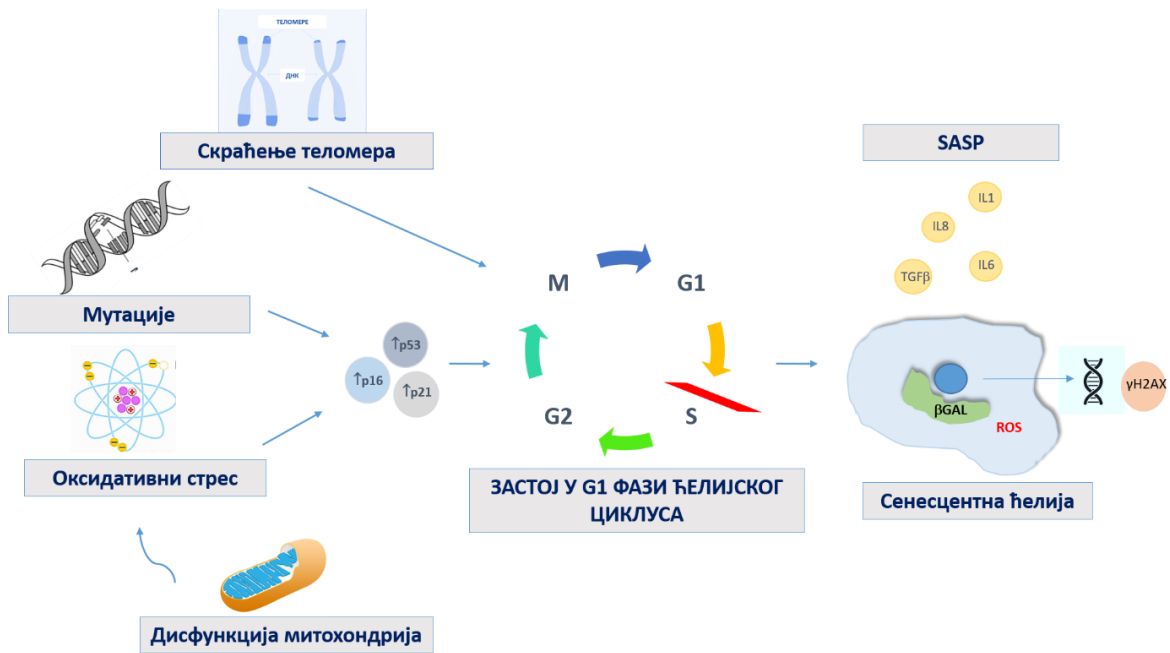 ТЕЛОМЕРЕ
ДНК
Скраћење теломера
Мутације
Оксидативни стрес
Дисфункција митохондрија
↑p53
↑p16
↑p21
M
G1
G2
S
ЗАСТОЈ У G1 ФАЗИ ЋЕЛИЈСКОГ
ЦИКЛУСА
SASP
IL1
IL8
IL6
TGFβ
βGAL
ROS
γH2AX
Сенесцентна ћелија